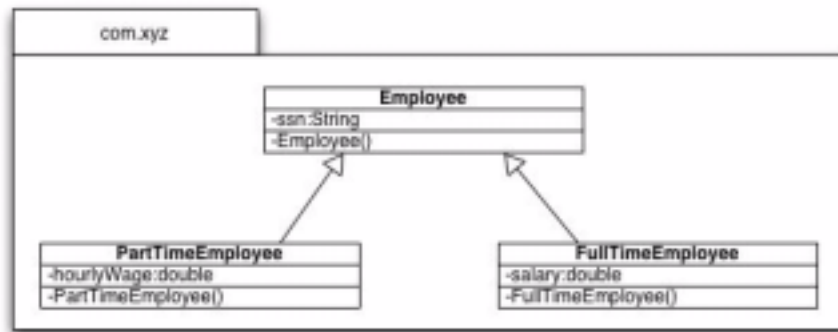 com.xyz
Employee
-ssn:String
-Employee()
PartTimeEmployee
-hourlyWage:double
-PartTimeEmployee()
FullTimeEmployee
-salary:double
-FullTimeEmployee()